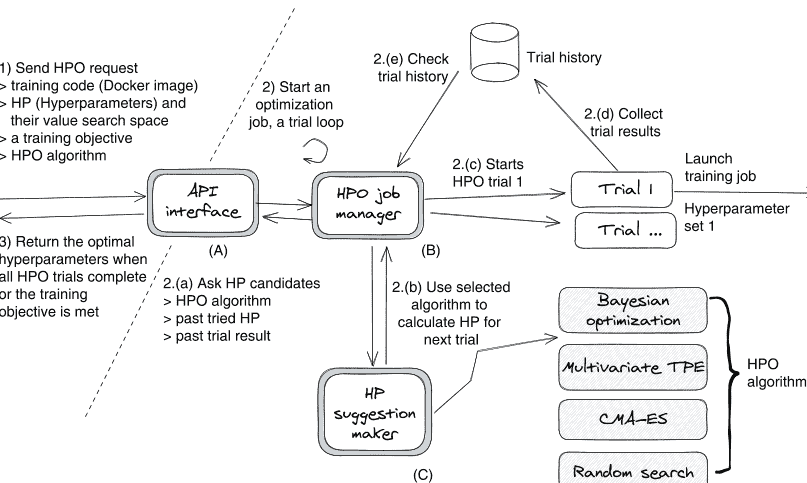 1) Send HPO request
> training code (Docker image)
> HP (Hyperparameters) and
their value search space
> a training objective
> HPO algorithm
2) Start an
optimization
job, a trial loop
2.(e) Check
trial history
Trial history
2.(d) Collect
trial results
2.(c) Starts
HPO trial 1
Launch
training job
Hyperparameter
set 1
API
interface
(A)
HPO job
manager
(B)
Trial 1
Trial ...
3) Return the optimal
hyperparameters when
all HPO trials complete
or the training
objective is met
2.(a) Ask HP candidates
> HPO algorithm
> past tried HP
> past trial result
2.(b) Use selected
algorithm to
calculate HP for
next trial
HP
suggestion
maker
(C)
Bayesian
optimization
Multivariate TPE
CMA-ES
Random search
HPO
algorithm